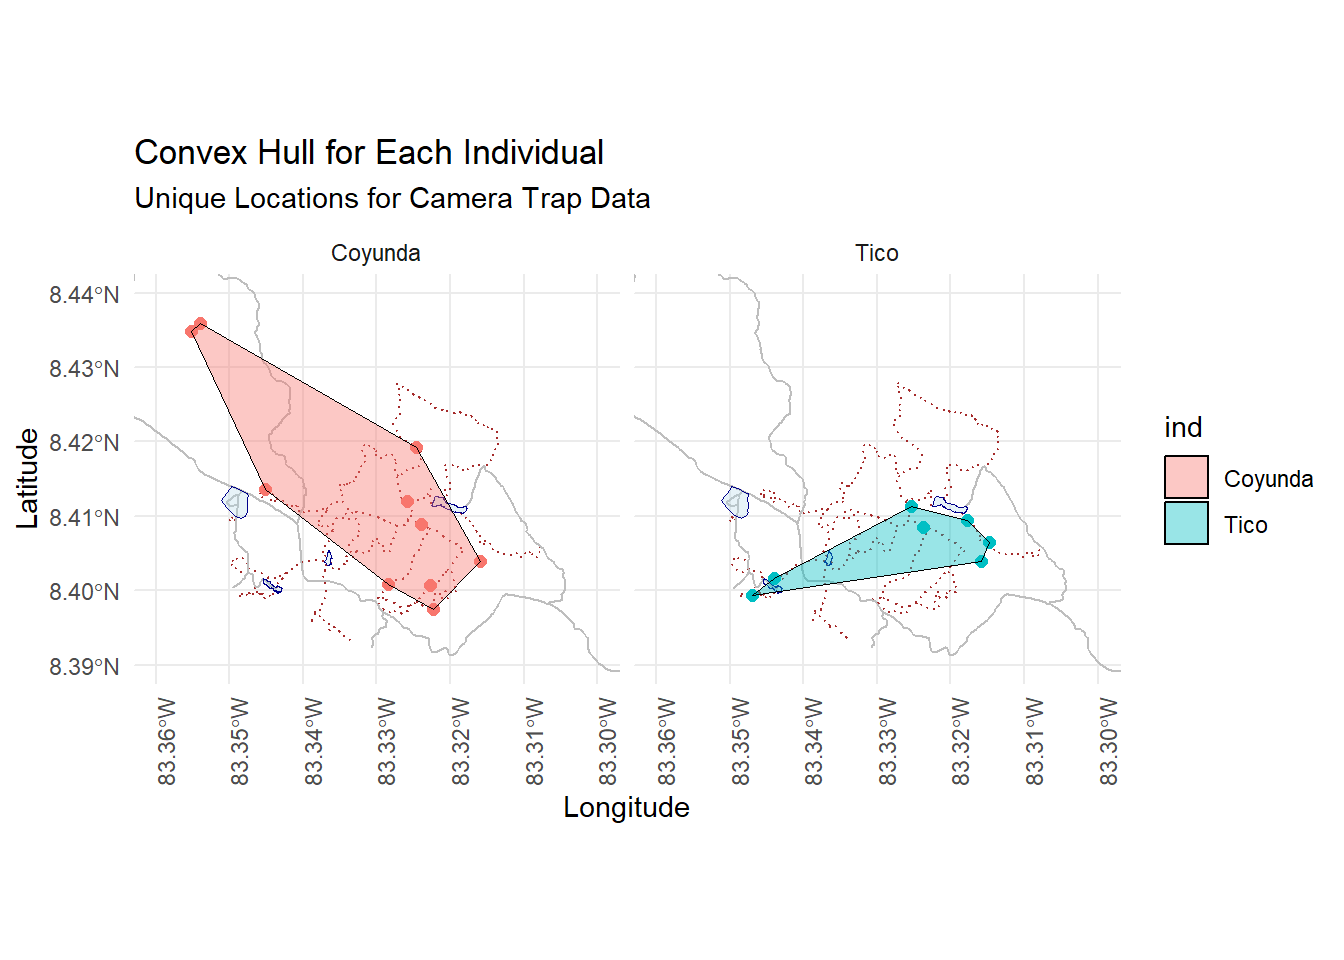 Convex Hull for Each Individual
Unique Locations for Camera Trap Data
Coyunda
Tico
8.44°N
8.43°N
8.42°N
8.41°N
8.40°N
8.39°N
Latitude
83.36°W
83.35°W
83.34°W
83.33°W
83.32°W
83.31°W
83.30°W
83.36°W
83.35°W
83.34°W
83.33°W
83.32°W
83.31°W
83.30°W
Longitude
ind
Coyunda
Tico